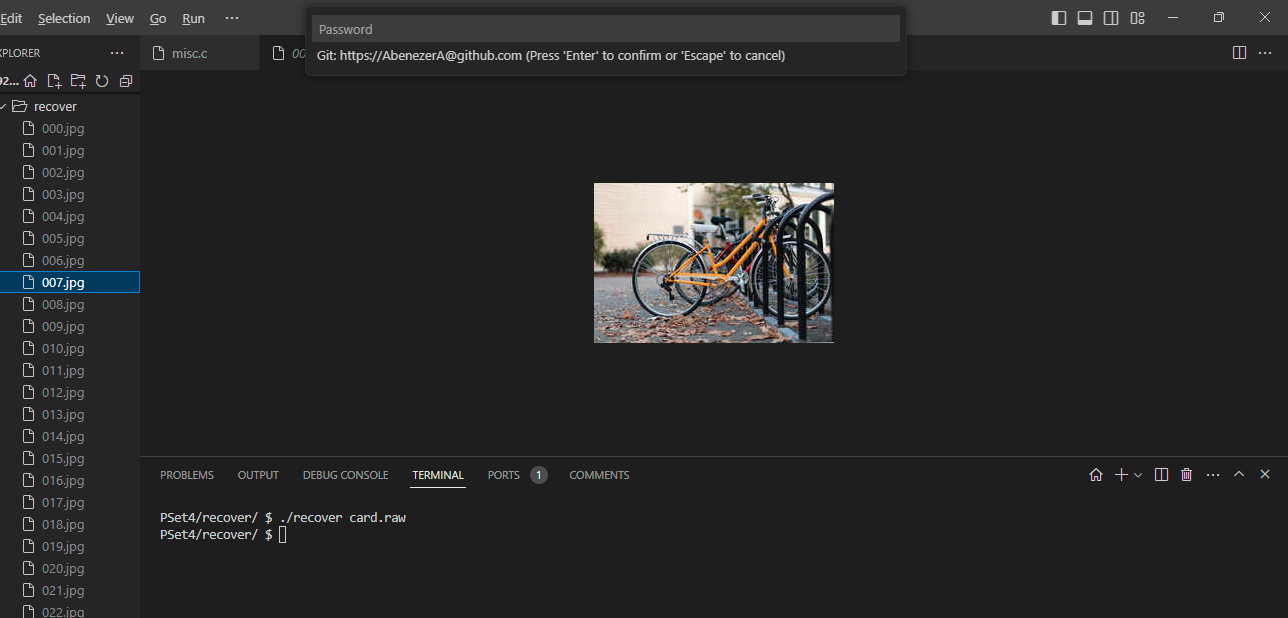 Edit Selection View Go Run ...
Password
Git: https://AbenezerA@github.com (Press 'Enter' to confirm or 'Escape' to cancel)
XPLORER ...
misc.c
00
92...
recover
000.jpg
001.jpg
002.jpg
003.jpg
004.jpg
005.jpg
006.jpg
007.jpg
008.jpg
009.jpg
010.jpg
011.jpg
012.jpg
013.jpg
014.jpg
015.jpg
016.jpg
017.jpg
018.jpg
019.jpg
020.jpg
021.jpg
022.jpg
PROBLEMS OUTPUT DEBUG CONSOLE TERMINAL PORTS 1 COMMENTS
PSet4/recover/ $ ./recover card.raw
PSet4/recover/ $